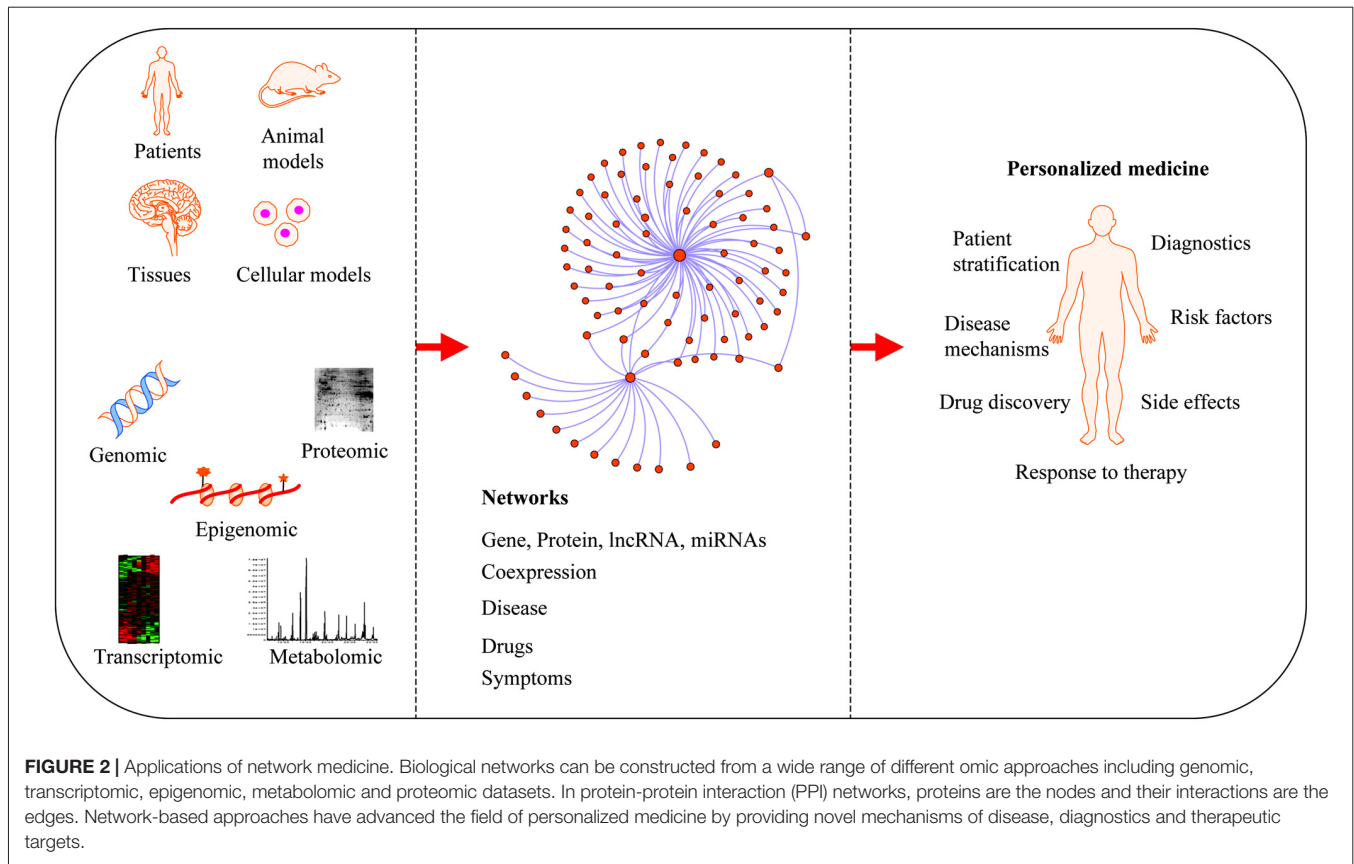 Patients
Animal
models
Tissues
Cellular models
Genomic
Proteomic
Epigenomic
Transcriptomic
Metabolomic
Networks
Gene, Protein, lncRNA, miRNAs
Coexpression
Disease
Drugs
Symptoms
Personalized medicine
Patient
stratification
Diagnostics
Disease
mechanisms
Risk factors
Drug discovery
Side effects
Response to therapy
FIGURE 2 | Applications of network medicine. Biological networks can be constructed from a wide range of different omic approaches including genomic,
transcriptomic, epigenomic, metabolomic and proteomic datasets. In protein-protein interaction (PPI) networks, proteins are the nodes and their interactions are the
edges. Network-based approaches have advanced the field of personalized medicine by providing novel mechanisms of disease, diagnostics and therapeutic
targets.